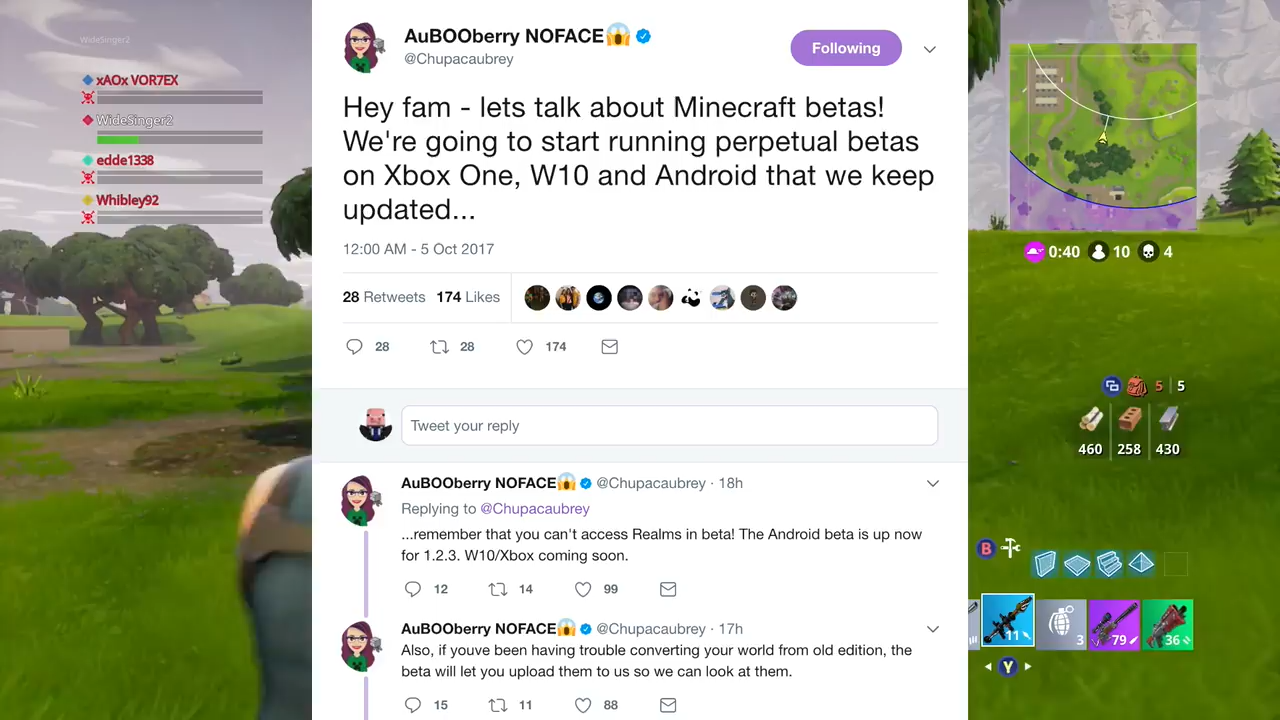 WideSinger2
xAOx VOR7EX
WideSinger2
edde1338
Whibley92
AuBOOberry NOFACE😱
@Chupacaubrey
Following
Hey fam - lets talk about Minecraft betas!
We're going to start running perpetual betas
on Xbox One, W10 and Android that we keep
updated...
12:00 AM - 5 Oct 2017
28 Retweets 174 Likes
28 28 174
Tweet your reply
AuBOOberry NOFACE😱 @Chupacaubrey · 18h
Replying to @Chupacaubrey
...remember that you can't access Realms in beta! The Android beta is up now
for 1.2.3. W10/Xbox coming soon.
12 14 99
AuBOOberry NOFACE😱 @Chupacaubrey · 17h
Also, if youve been having trouble converting your world from old edition, the
beta will let you upload them to us so we can look at them.
15 11 88
0:40 10 4
5 | 5
460 258 430
B
11 3 79 36
Y